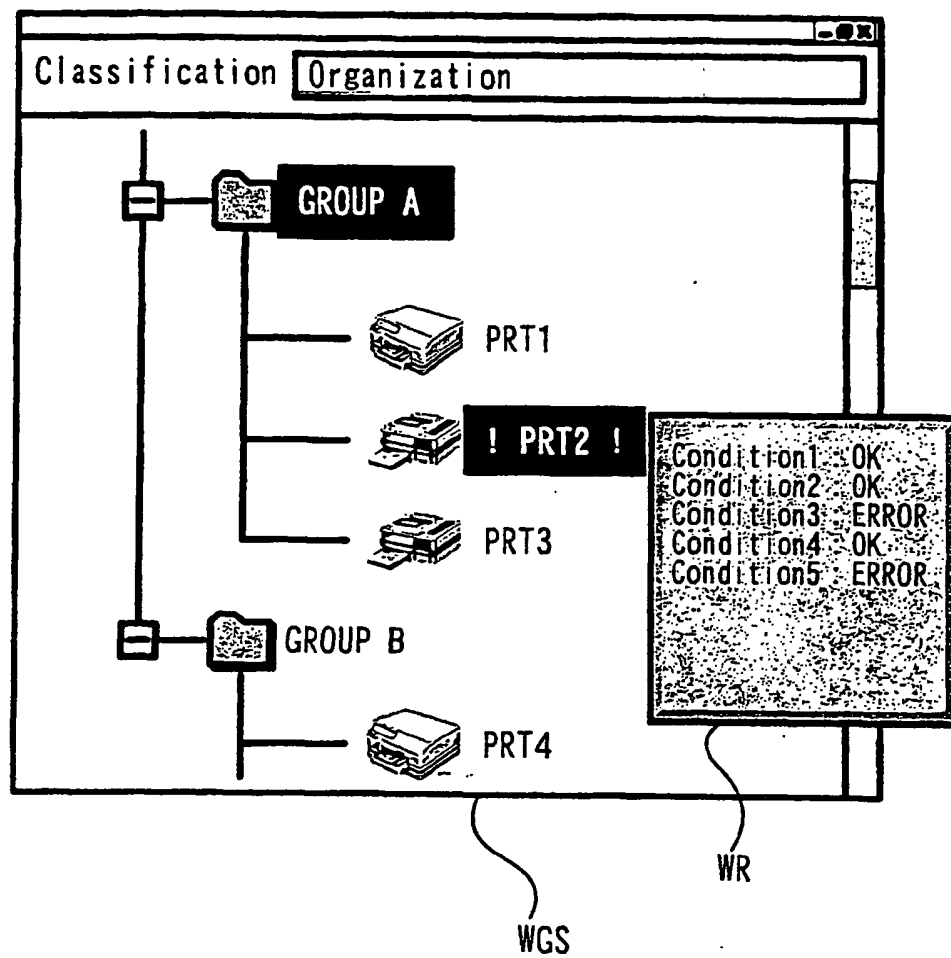 Classification Organization
GROUP A
PRT1
! PRT2 !
Condition1 : OK
Condition2 : OK
Condition3 : ERROR
Condition4 : OK
Condition5 : ERROR
PRT3
GROUP B
PRT4
WR
WGS